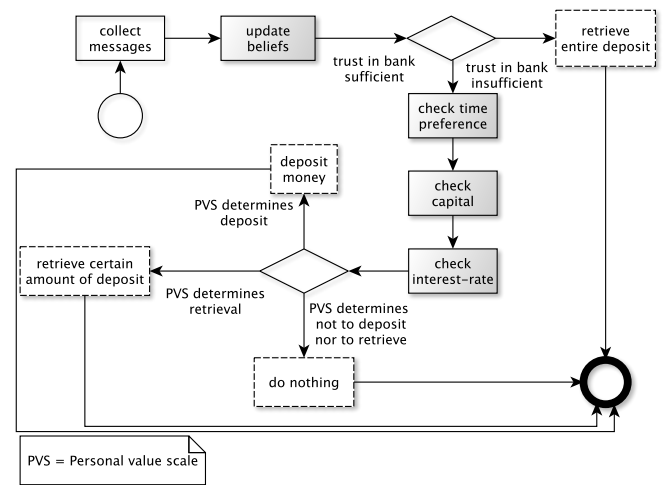 collect
messages
update
beliefs
retrieve
entire deposit
trust in bank
sufficient
trust in bank
insufficient
check time
preference
deposit
money
check
capital
PVS determines
deposit
retrieve certain
amount of deposit
check
interest-rate
PVS determines
retrieval
PVS determines
not to deposit
nor to retrieve
do nothing
PVS = Personal value scale